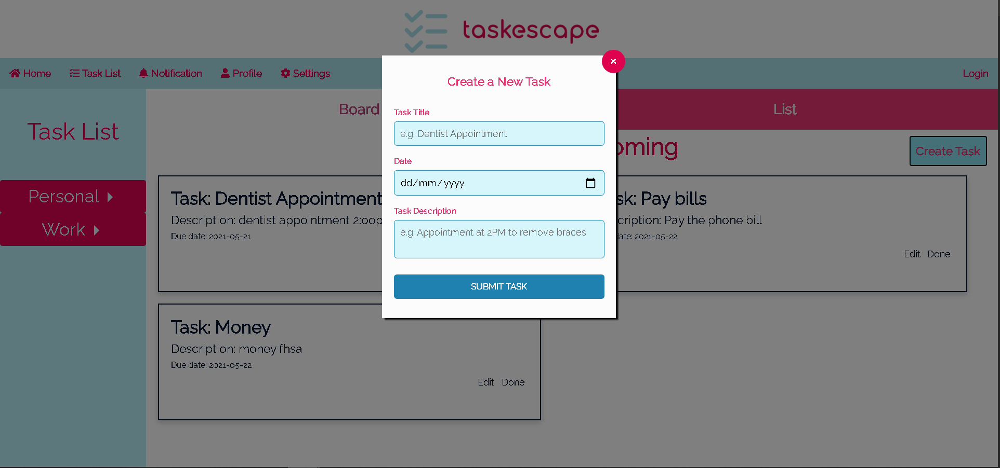 taskescape
Home Task List Notification Profile Settings Login
Board List
Task List
Personal
Work
oming
Create Task
Task: Dentist Appointment
Description: dentist appointment 2:00p
Due date: 2021-05-21
sk: Pay bills
cription: Pay the phone bill
ate: 2021-05-22
Edit Done
Task: Money
Description: money fhsa
Due date: 2021-05-22
Edit Done
×
Create a New Task
Task Title
e.g. Dentist Appointment
Date
dd/mm/yyyy
Task Description
e.g. Appointment at 2PM to remove braces
SUBMIT TASK